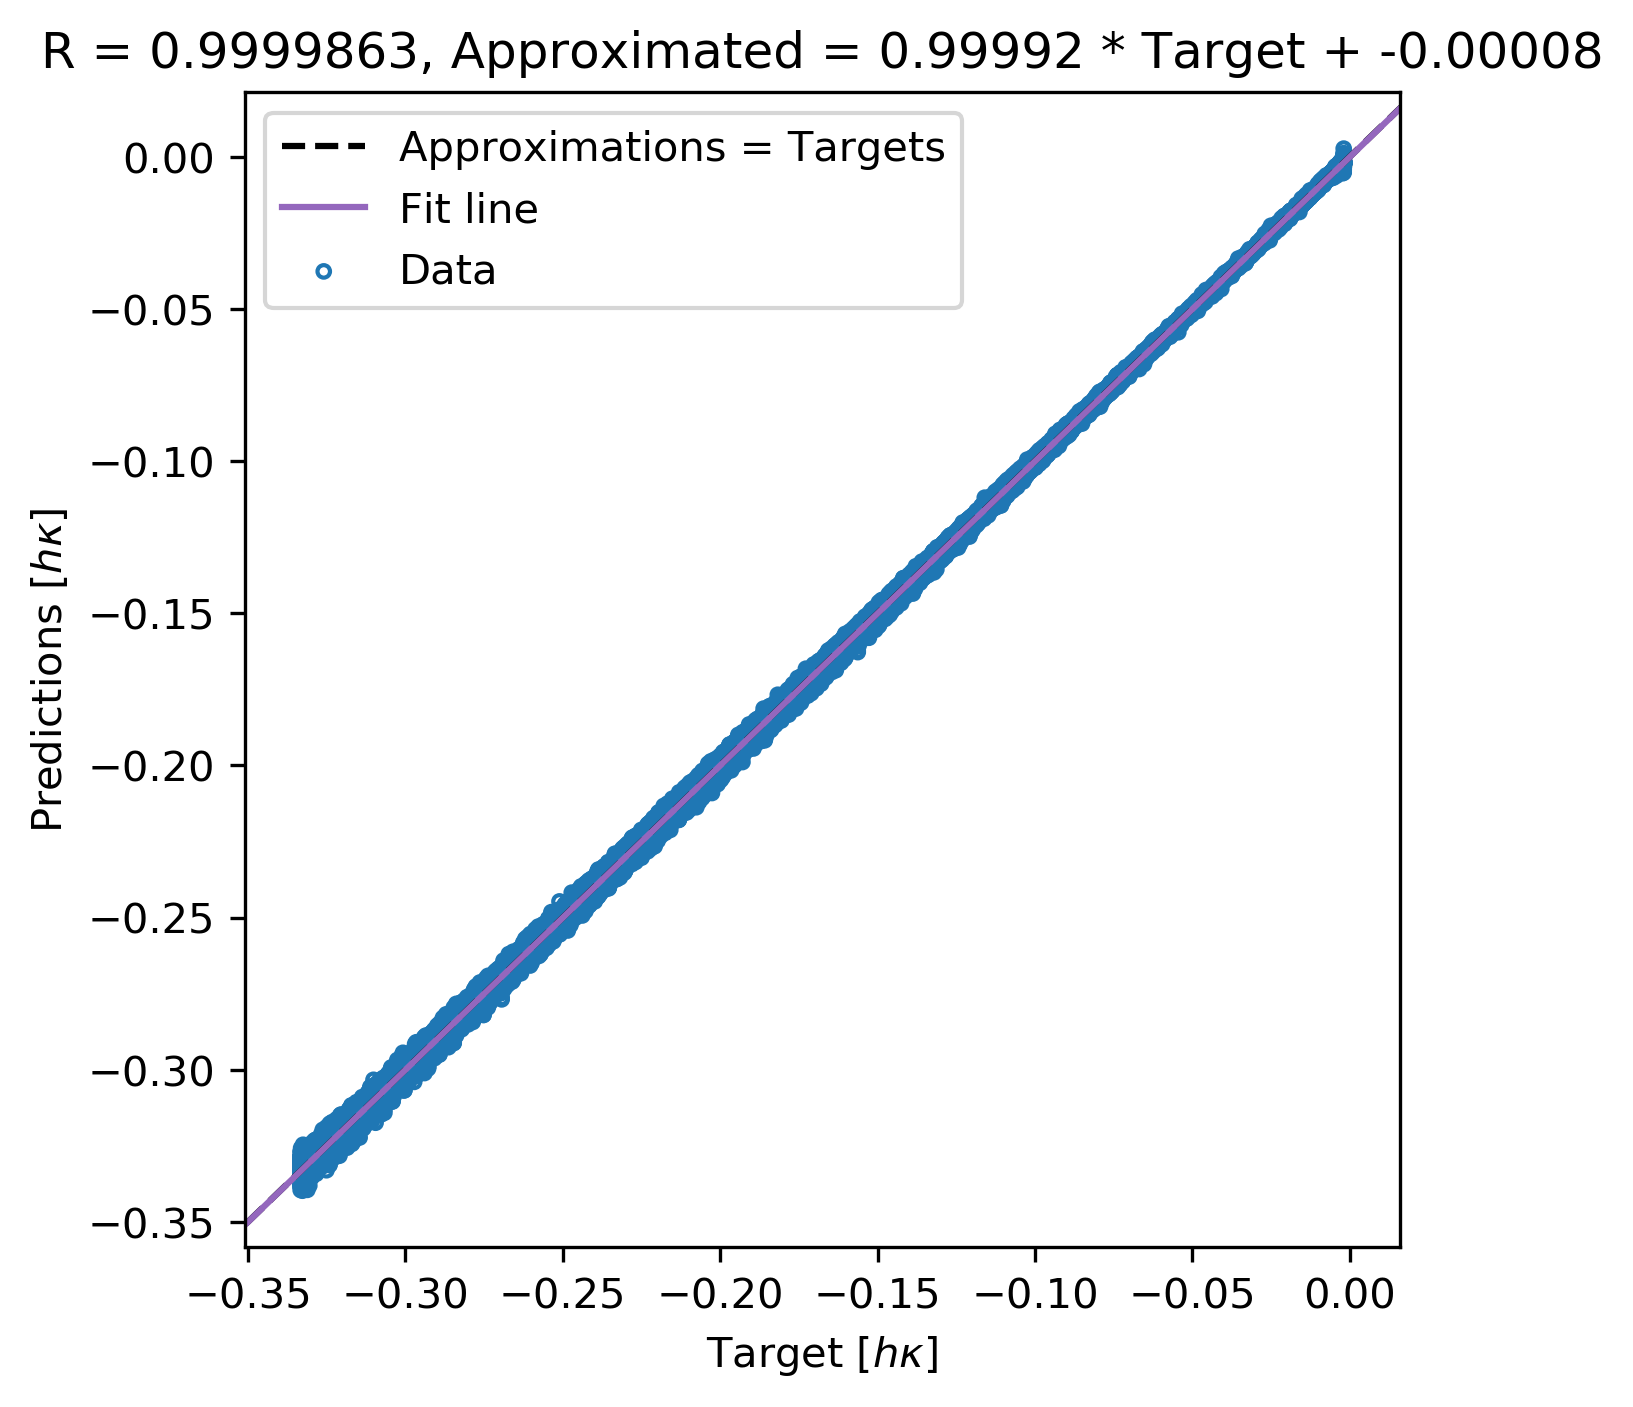 R = 0.9999863, Approximated = 0.99992 * Target + -0.00008
Approximations = Targets
Fit line
Data
0.00
−0.05
−0.10
−0.15
−0.20
−0.25
−0.30
−0.35
Predictions [hκ]
−0.35 −0.30 −0.25 −0.20 −0.15 −0.10 −0.05 0.00
Target [hκ]